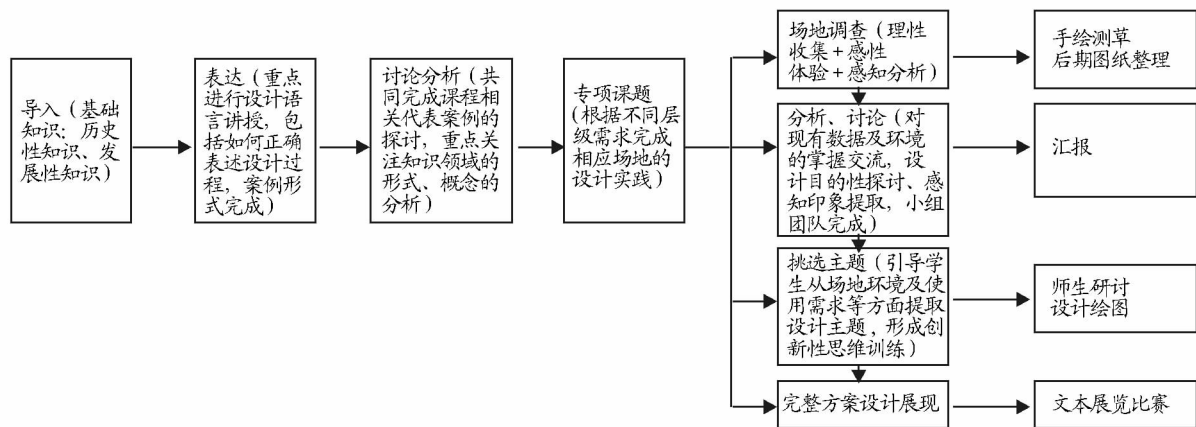 导入（基础
知识：历史
性知识、发
展性知识）
表达（重点
进行设计语
言讲授，包
括如何正确
表述设计过
程，案例形
式完成）
讨论分析（共
同完成课程相
关代表案例的
探讨，重点关
注知识领域的
形式、概念的
分析）
专项课题
（根据不同层
级需求完成
相应场地的
设计实践）
场地调查（理性
收集+感性
体验+感知分析）
手绘测草
后期图纸整理
分析、讨论（对
现有数据及环境
的掌握交流，设
计目的性探讨、感
知印象提取，小组
团队完成）
汇报
挑选主题（引导学
生从场地环境及使
用需求等方面提取
设计主题，形成创
新性思维训练）
师生研讨
设计绘图
完整方案设计展现
文本展览比赛